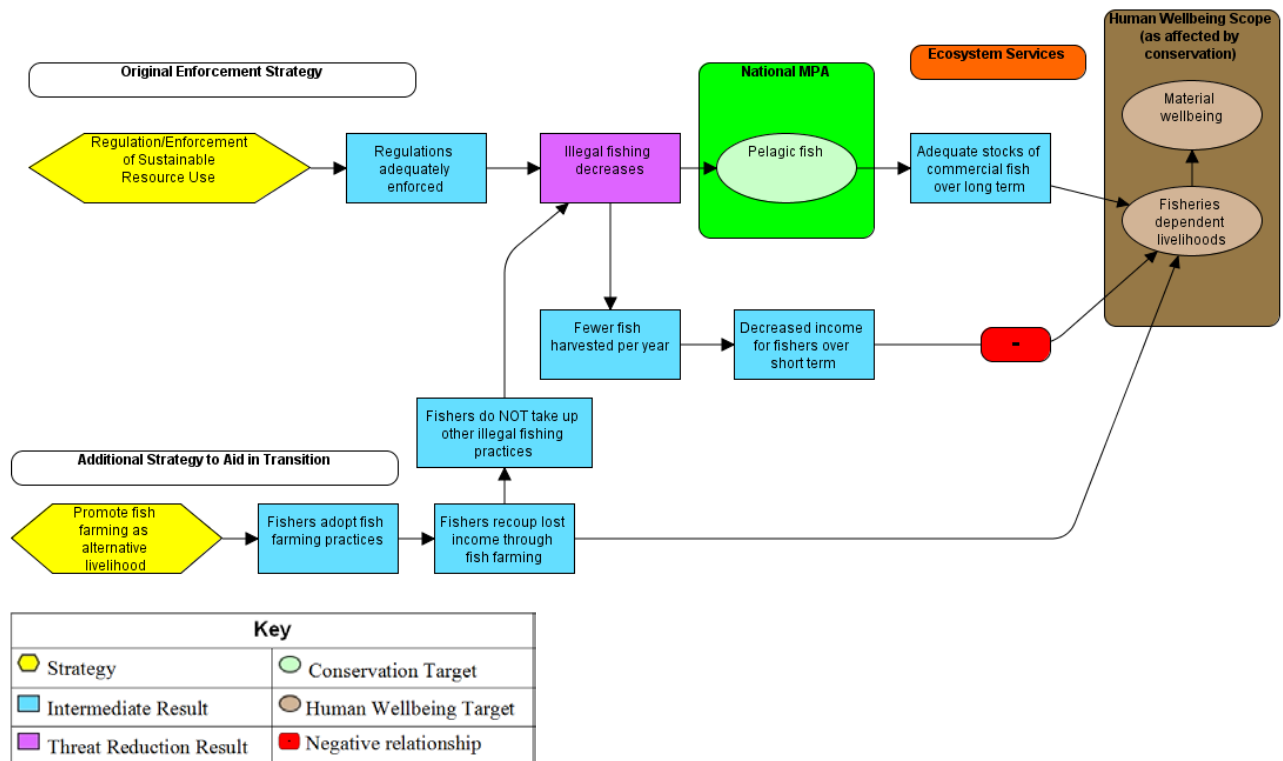 Human Wellbeing Scope
(as affected by
conservation)
Original Enforcement Strategy
National MPA
Ecosystem Services
Regulation/Enforcement
of Sustainable
Resource Use
Regulations
adequately
enforced
Illegal fishing
decreases
Pelagic fish
Adequate stocks of
commercial fish
over long term
Material
wellbeing
Fisheries
dependent
livelihoods
Fewer fish
harvested per year
Decreased income
for fishers over
short term
-
Fishers do NOT take up
other illegal fishing
practices
Additional Strategy to Aid in Transition
Promote fish
farming as
alternative
livelihood
Fishers adopt fish
farming practices
Fishers recoup lost
income through
fish farming
Key
Strategy
Conservation Target
Intermediate Result
Human Wellbeing Target
Threat Reduction Result
- Negative relationship